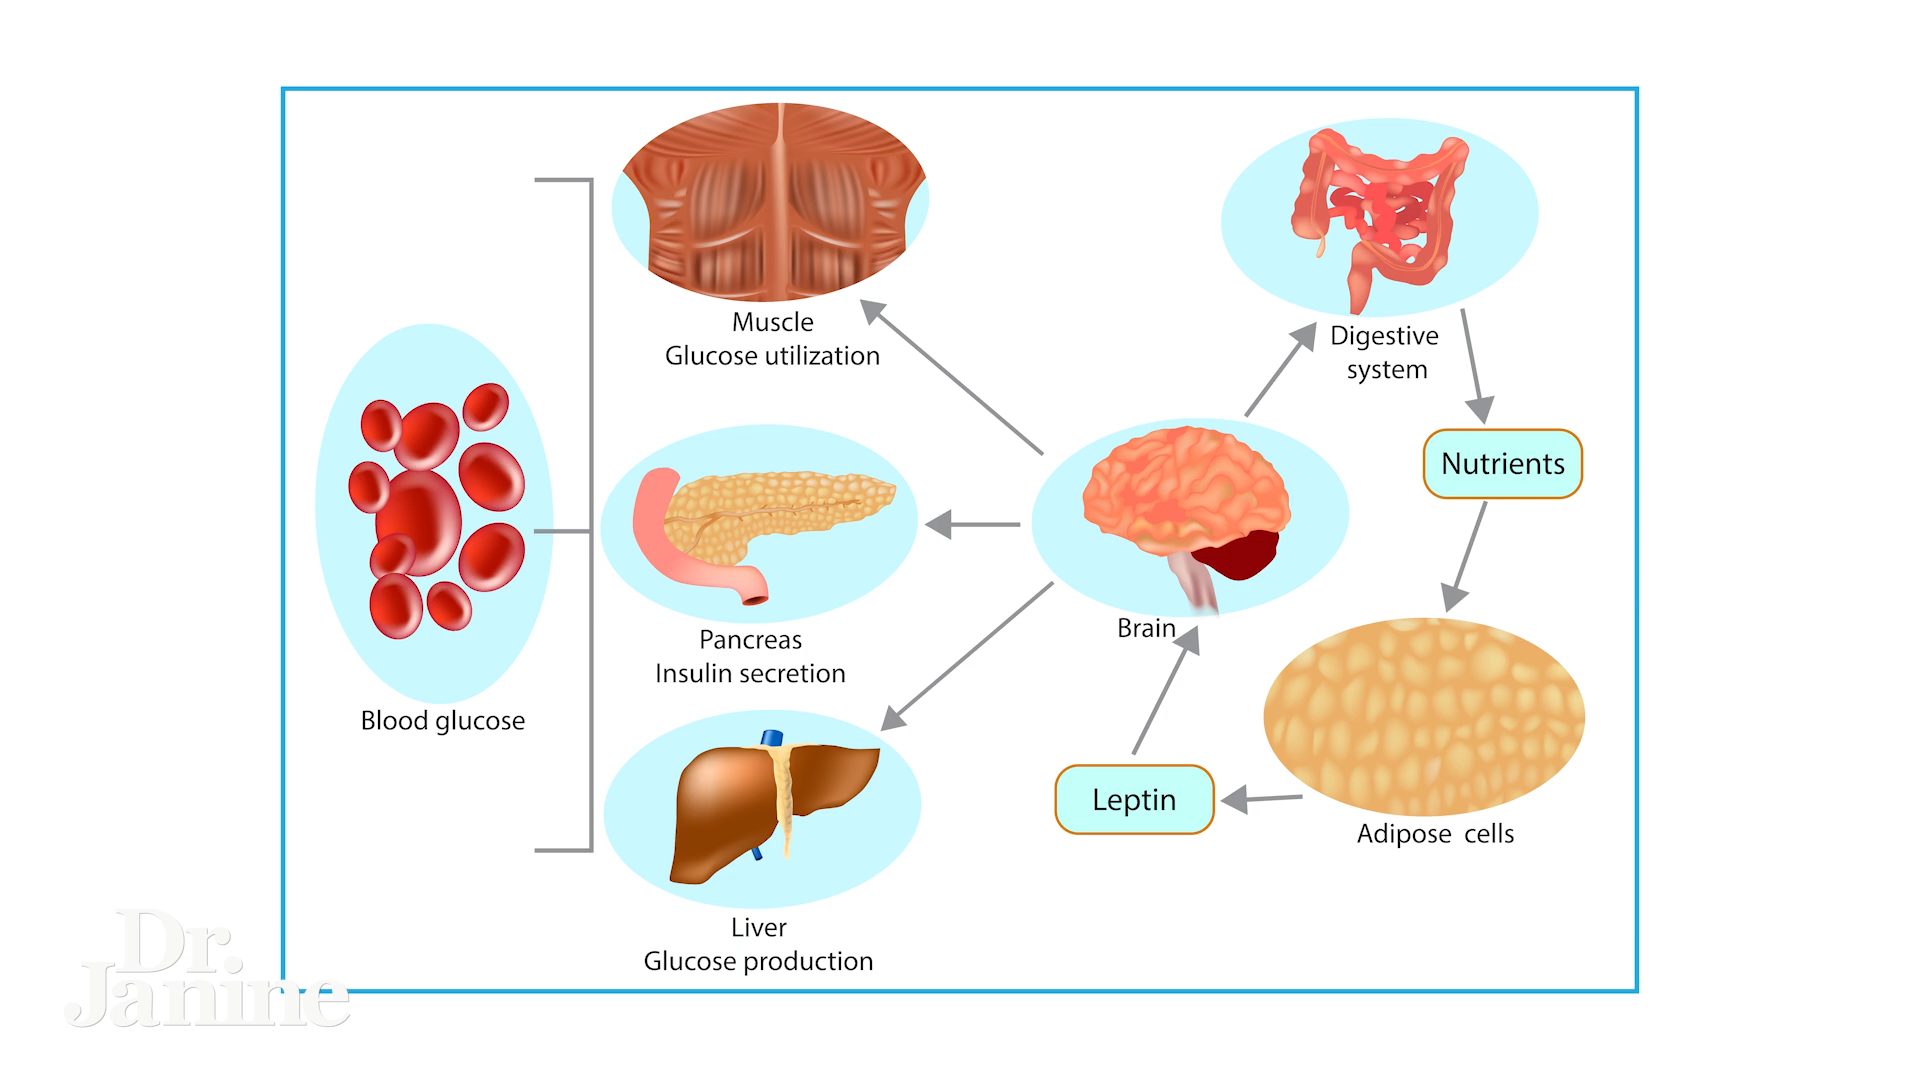 Muscle
Glucose utilization
Digestive
system
Nutrients
Pancreas
Insulin secretion
Brain
Blood glucose
Leptin
Adipose cells
Liver
Glucose production
Dr.
Janine